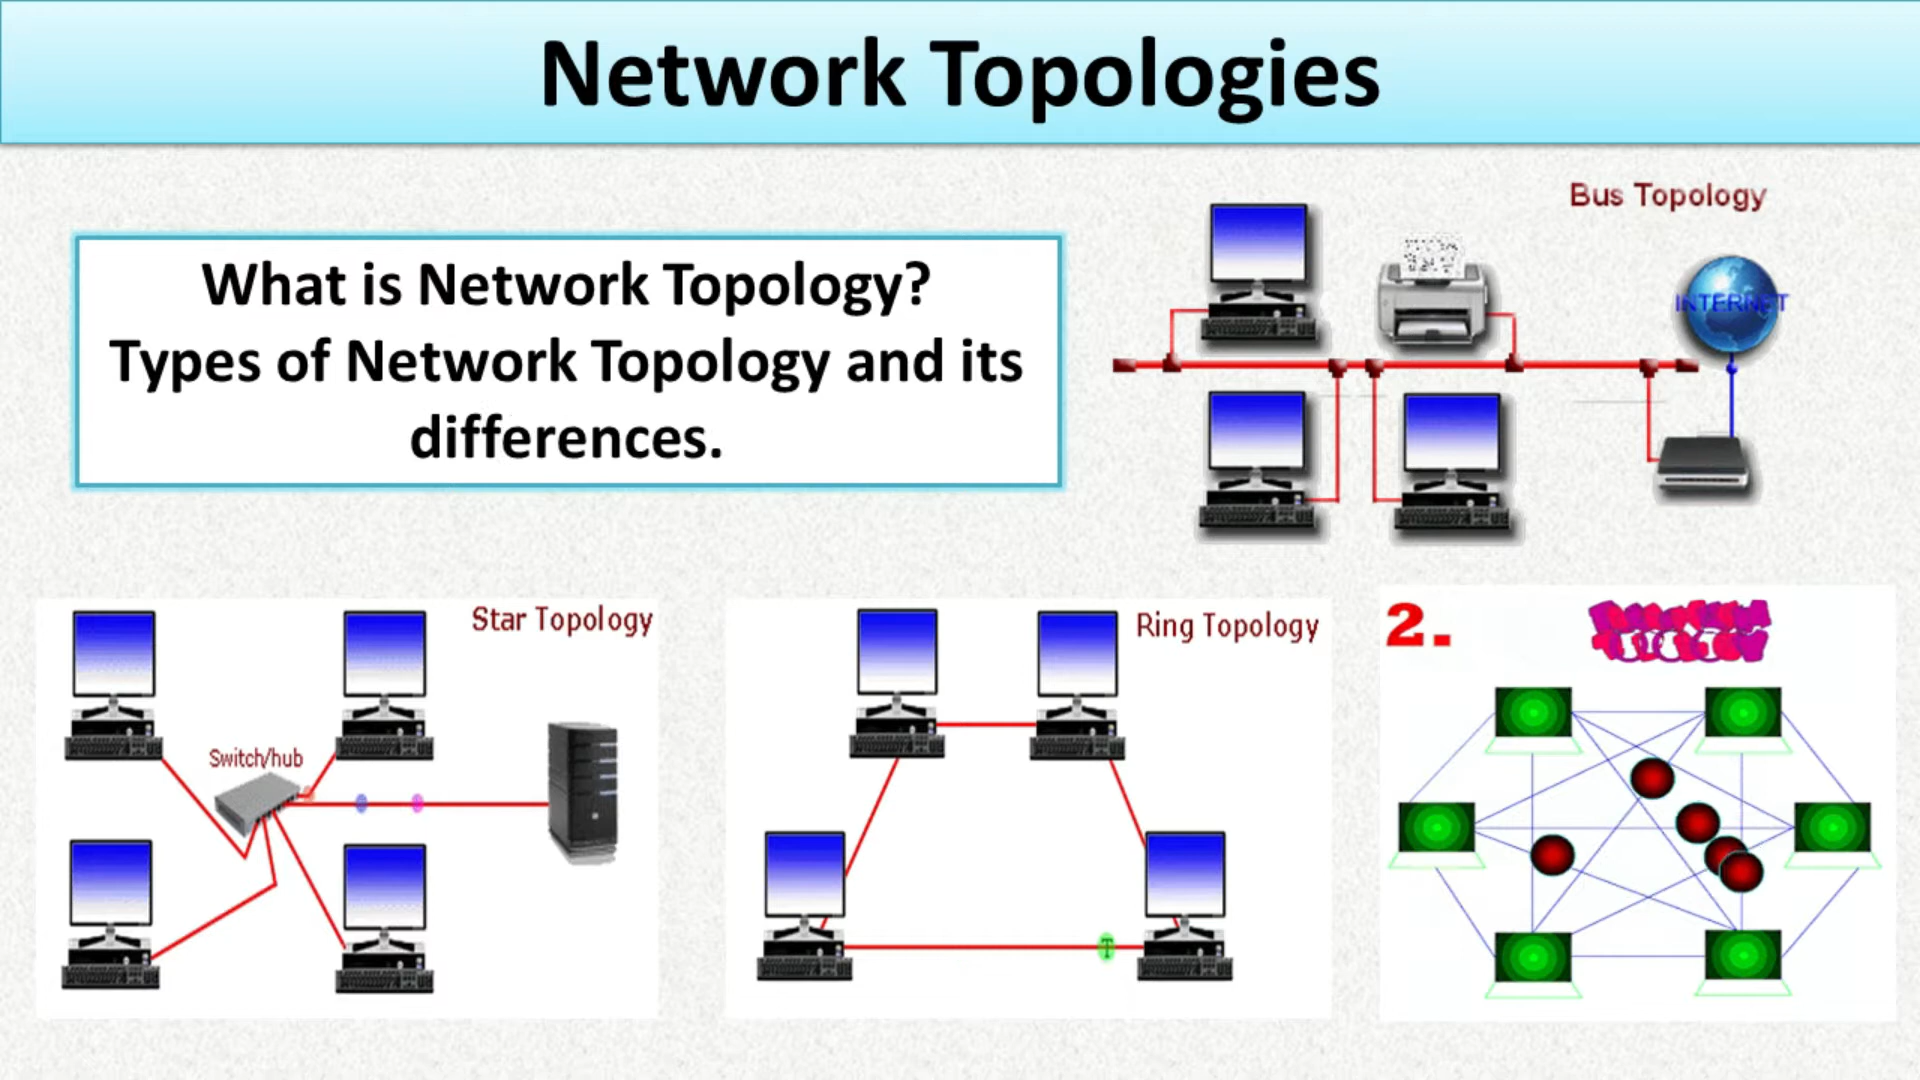 Network Topologies
What is Network Topology?
Types of Network Topology and its
differences.
Bus Topology
INTERNET
Star Topology
Switch/hub
Ring Topology
T
2.